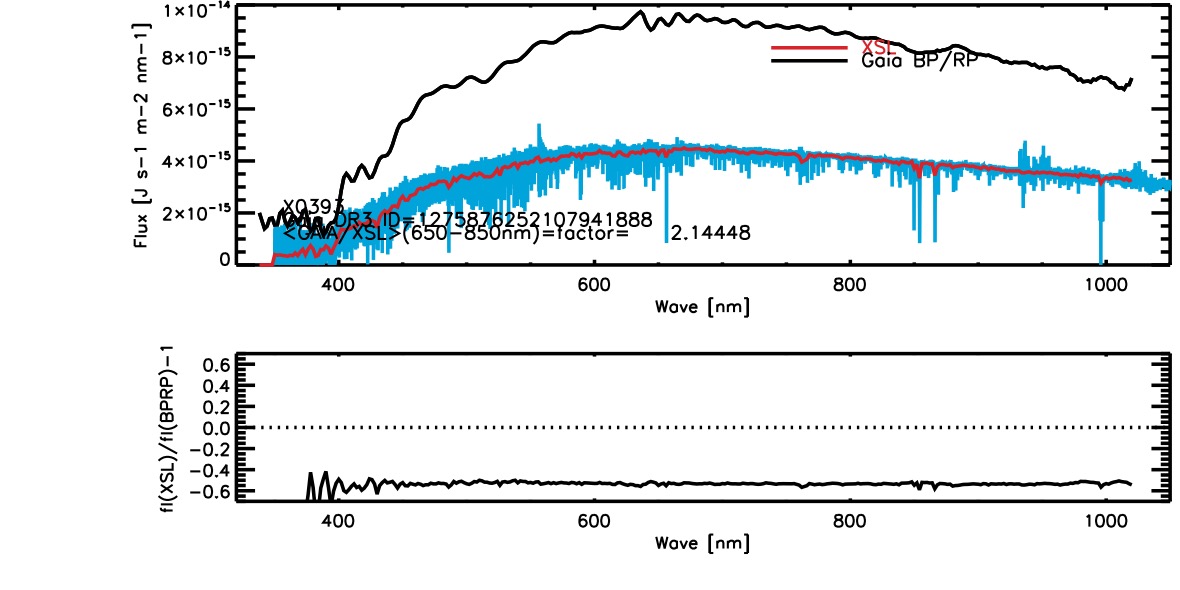 1×10-14
8×10-15
6×10-15
4×10-15
2×10-15
0
Flux [J s-1 m-2 nm-1]
XSL
Gaia BP/RP
X0393
DR3 ID=1275876252107941888
<GAIA/XSL>(650-850nm)=factor= 2.14448
400 600 800 1000
Wave [nm]
0.6
0.4
0.2
0.0
-0.2
-0.4
-0.6
fl(XSL)/fl(BPRP)-1
400 600 800 1000
Wave [nm]